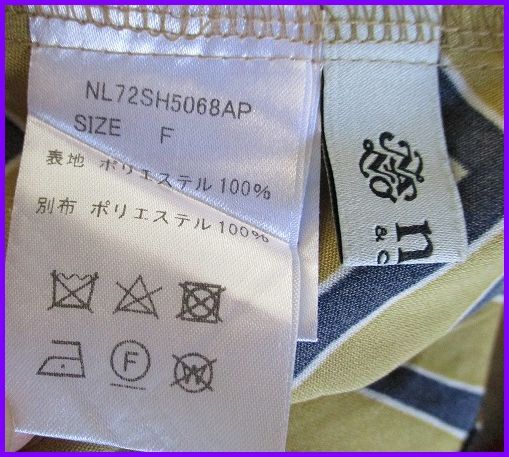 NL72SH5068AP
SIZE F
表地 ポリエステル100%
別布 ポリエステル100%
F
W
n
& c